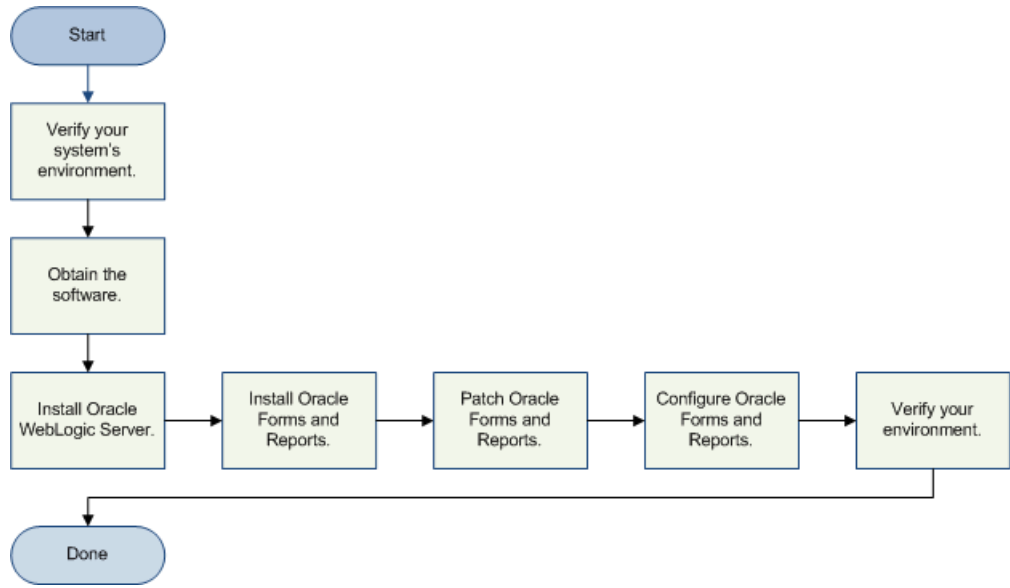 Start
Verify your
system's
environment.
Obtain the
software.
Install Oracle
WebLogic Server.
Install Oracle
Forms and
Reports.
Patch Oracle
Forms and
Reports.
Configure Oracle
Forms and
Reports.
Verify your
environment.
Done